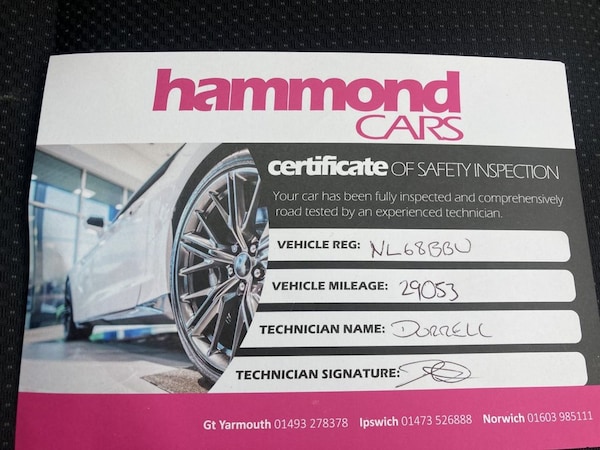 hammond
CARS
certificate OF SAFETY INSPECTION
Your car has been fully inspected and comprehensively
road tested by an experienced technician.
VEHICLE REG: NL68BBU
VEHICLE MILEAGE: 29053
TECHNICIAN NAME: DORRELL
TECHNICIAN SIGNATURE:
Gt Yarmouth 01493 278378 Ipswich 01473 526888 Norwich 01603 985111